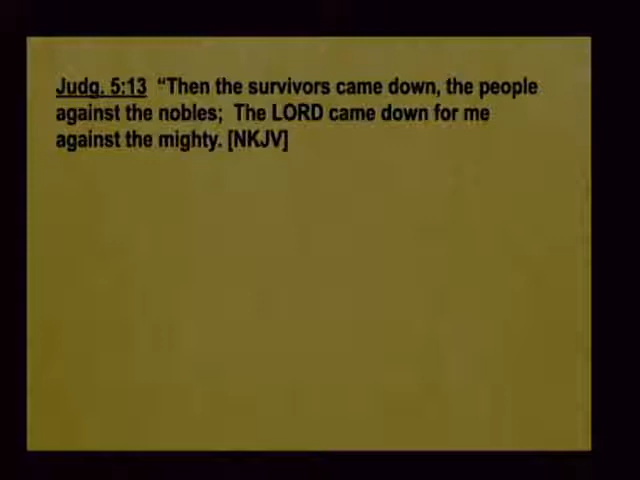 Judg. 5:13 “Then the survivors came down, the people
against the nobles; The LORD came down for me
against the mighty. [NKJV]